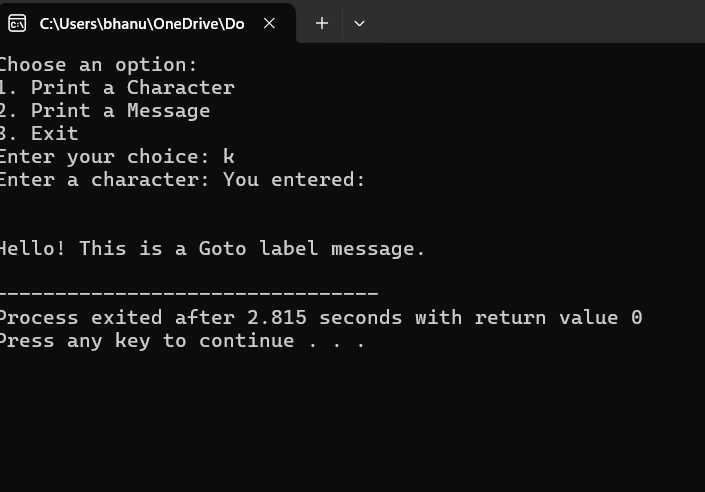 C:\Users\bhanu\OneDrive\Do
Choose an option:
1. Print a Character
2. Print a Message
3. Exit
Enter your choice: k
Enter a character: You entered:
Hello! This is a Goto label message.
--------------------------------
Process exited after 2.815 seconds with return value 0
Press any key to continue . . .